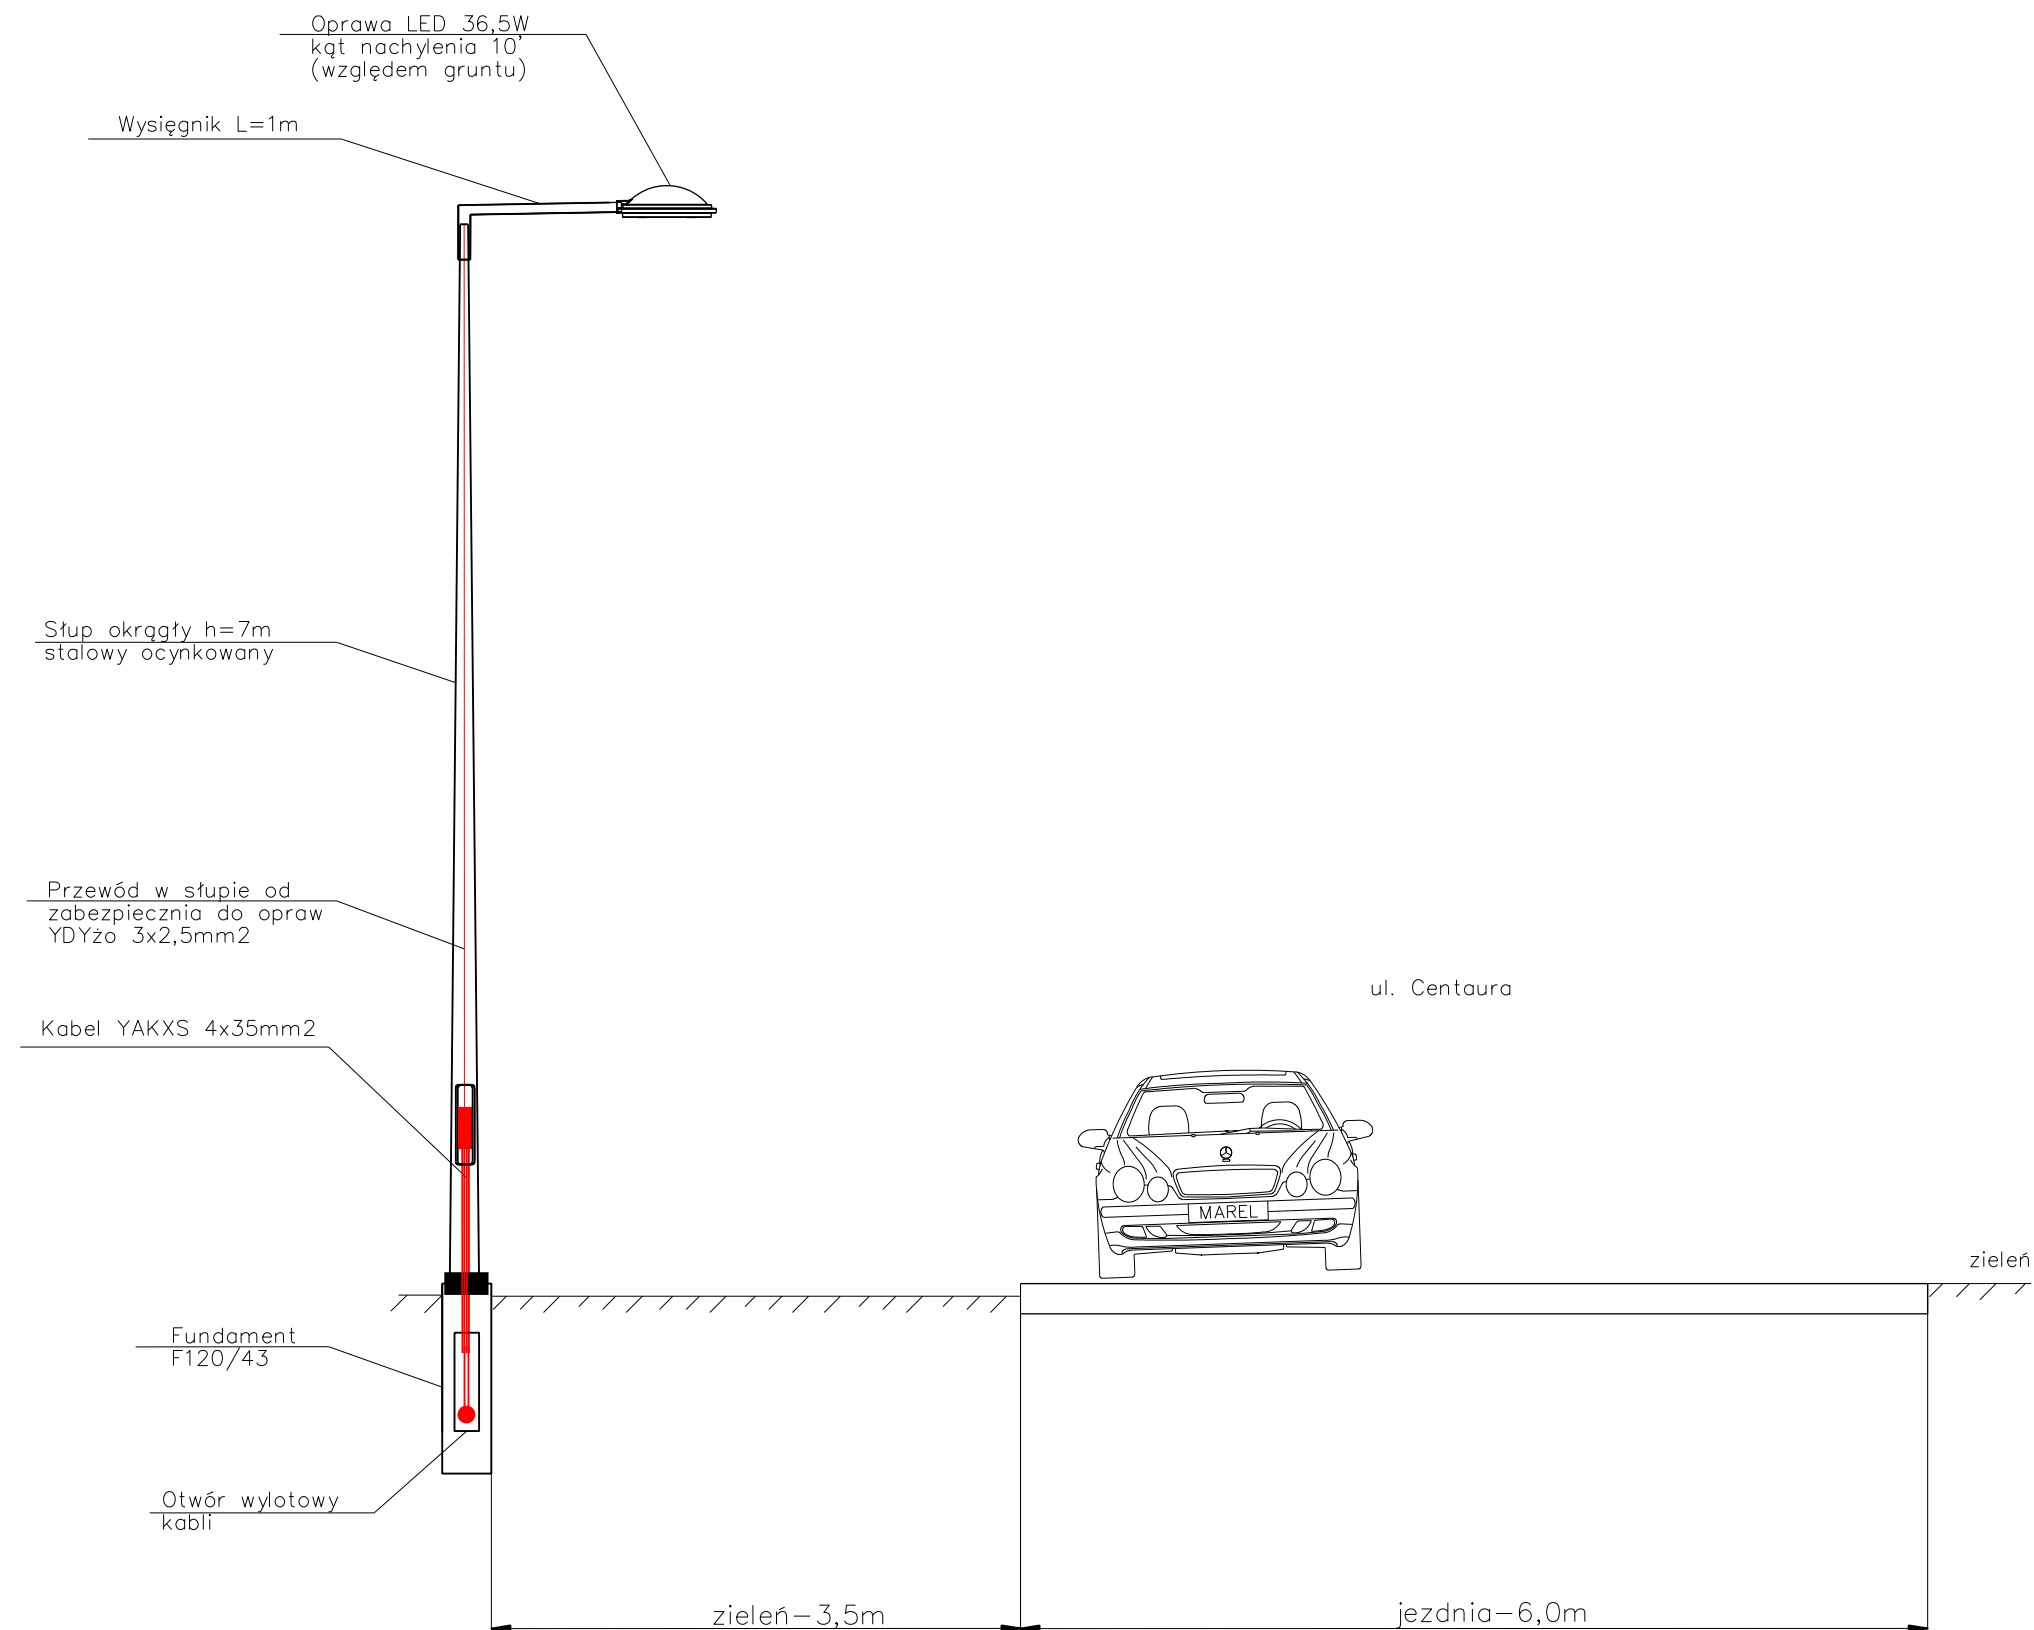 Oprawa LED 36,5W
kąt nachylenia 10'
(względem gruntu)
Wysięgnik L=1m
Słup okrągły h=7m
stalowy ocynkowany
Przewód w słupie od
zabezpiecznia do opraw
YDYżo 3x2,5mm2
ul. Centaura
Kabel YAKXS 4x35mm2
MAREL
zieleń
Fundament
F120/43
Otwór wylotowy
kabli
zieleń–3,5m
jezdnia–6,0m